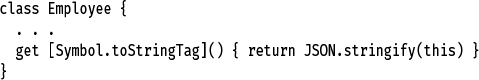 class Employee {
  . . .
  get [Symbol.toStringTag]() { return JSON.stringify(this) }
}